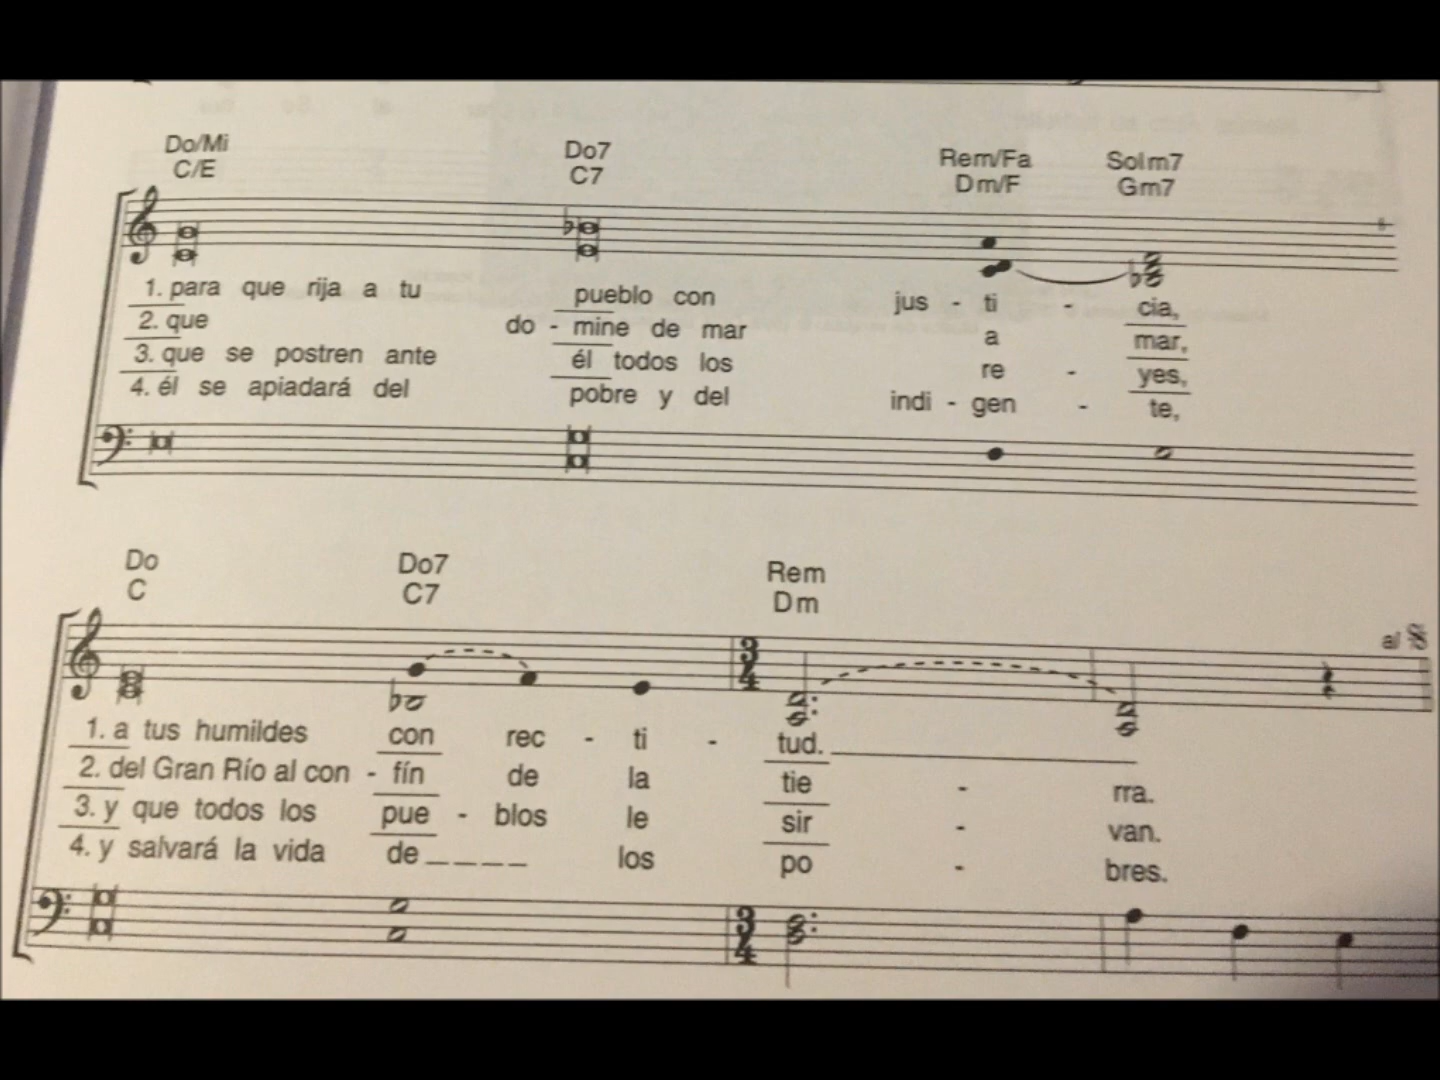 Do/Mi Do7 Rem/Fa Solm7
C/E C7 Dm/F Gm7
1. para que rija a tu pueblo con jus - ti - cia,
2. que do - mine de mar a mar,
3. que se postren ante él todos los re - yes,
4. él se apiadará del pobre y del indi - gen - te,
Do Do7 Rem
C C7 Dm
al
3 4
1. a tus humildes con rec - ti - tud.
2. del Gran Río al con - fín de la tie - rra.
3. y que todos los pue - blos le sir - van.
4. y salvará la vida de los po - bres.
3 4